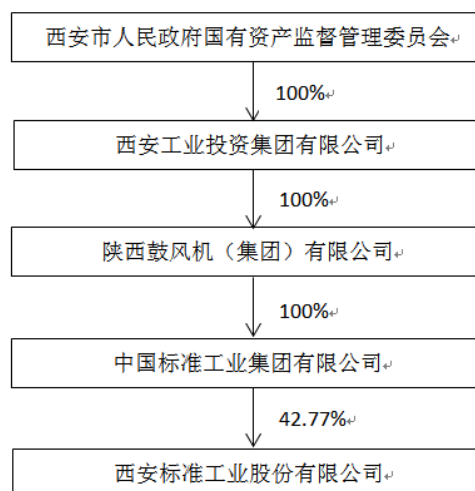 西安市人民政府国有资产监督管理委员会
100%
西安工业投资集团有限公司
100%
陕西鼓风机（集团）有限公司
100%
中国标准工业集团有限公司
42.77%
西安标准工业股份有限公司